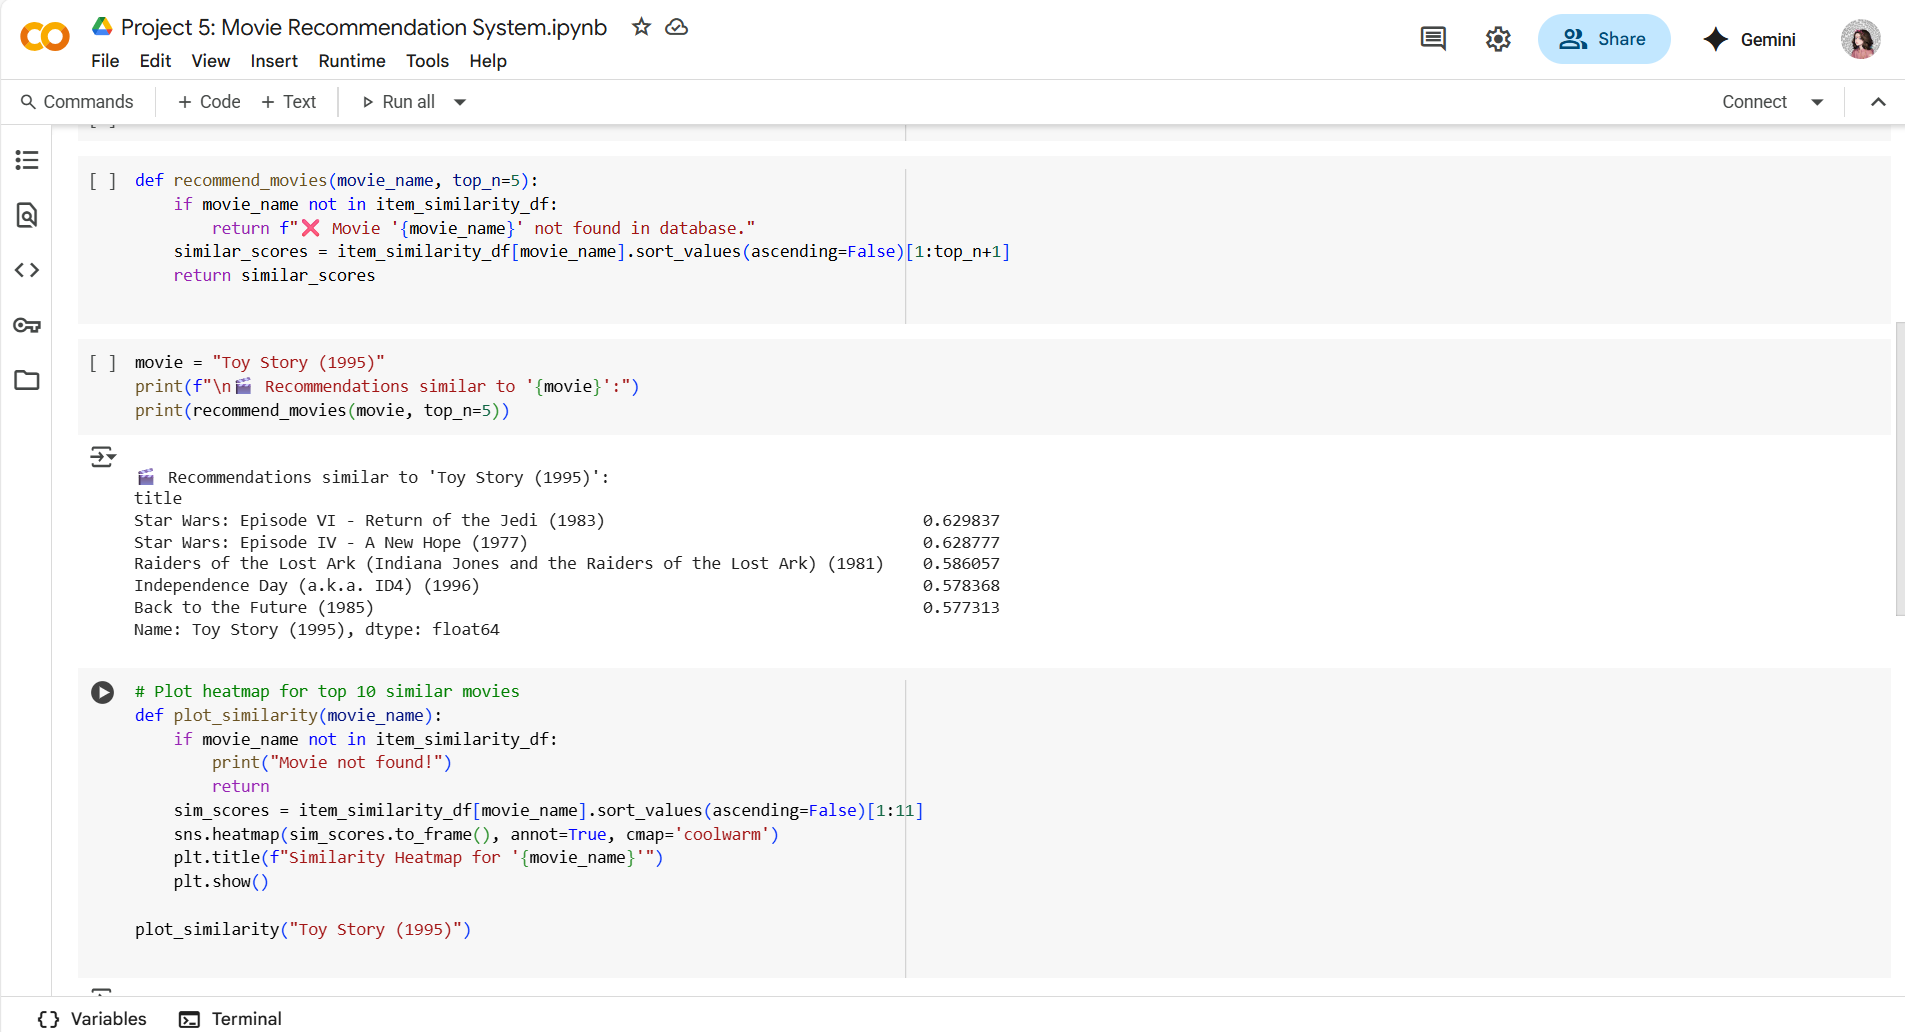 Project 5: Movie Recommendation System.ipynb
File Edit View Insert Runtime Tools Help
Share
Gemini
Commands
+ Code + Text
Run all
Connect
[ ] def recommend_movies(movie_name, top_n=5):
    if movie_name not in item_similarity_df:
        return f"❌ Movie '{movie_name}' not found in database."
    similar_scores = item_similarity_df[movie_name].sort_values(ascending=False)[1:top_n+1]
    return similar_scores
[ ] movie = "Toy Story (1995)"
print(f"\n🎬 Recommendations similar to '{movie}':")
print(recommend_movies(movie, top_n=5))
🎬 Recommendations similar to 'Toy Story (1995)':
title
Star Wars: Episode VI - Return of the Jedi (1983) 0.629837
Star Wars: Episode IV - A New Hope (1977) 0.628777
Raiders of the Lost Ark (Indiana Jones and the Raiders of the Lost Ark) (1981) 0.586057
Independence Day (a.k.a. ID4) (1996) 0.578368
Back to the Future (1985) 0.577313
Name: Toy Story (1995), dtype: float64
# Plot heatmap for top 10 similar movies
def plot_similarity(movie_name):
    if movie_name not in item_similarity_df:
        print("Movie not found!")
        return
    sim_scores = item_similarity_df[movie_name].sort_values(ascending=False)[1:11]
    sns.heatmap(sim_scores.to_frame(), annot=True, cmap='coolwarm')
    plt.title(f"Similarity Heatmap for '{movie_name}'")
    plt.show()
plot_similarity("Toy Story (1995)")
{} Variables
Terminal